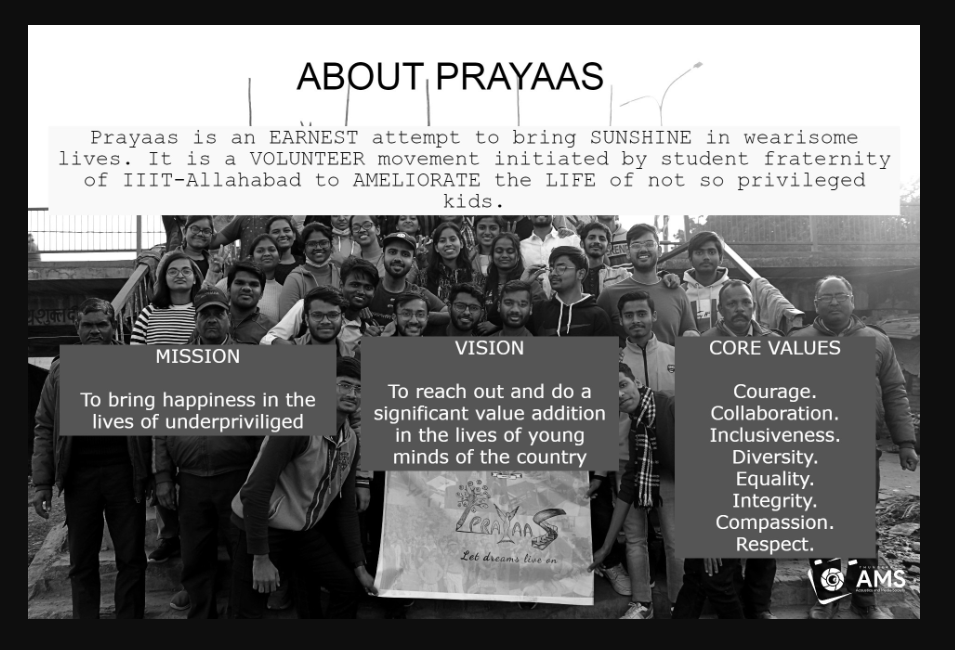 ABOUT PRAYAAS
Prayaas is an EARNEST attempt to bring SUNSHINE in wearisome
lives. It is a VOLUNTEER movement initiated by student fraternity
of IIIT-Allahabad to AMELIORATE the LIFE of not so privileged
kids.
MISSION
To bring happiness in the
lives of underpriviliged
VISION
To reach out and do a
significant value addition
in the lives of young
minds of the country
CORE VALUES
Courage.
Collaboration.
Inclusiveness.
Diversity.
Equality.
Integrity.
Compassion.
Respect.
PRAYAAS
Let dreams live on
AMS